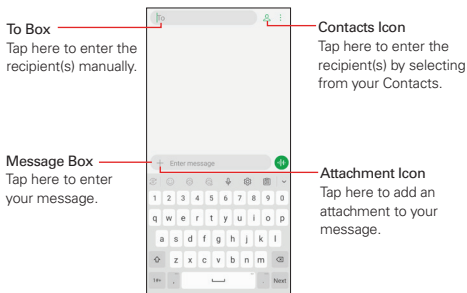 To Box
Tap here to enter the
recipient(s) manually.
To
Contacts Icon
Tap here to enter the
recipient(s) by selecting
from your Contacts.
Message Box
Tap here to enter
your message.
Enter message
Attachment Icon
Tap here to add an
attachment to your
message.
1 2 3 4 5 6 7 8 9 0
q w e r t y u i o p
a s d f g h j k l
z x c v b n m
!#+ , . Next